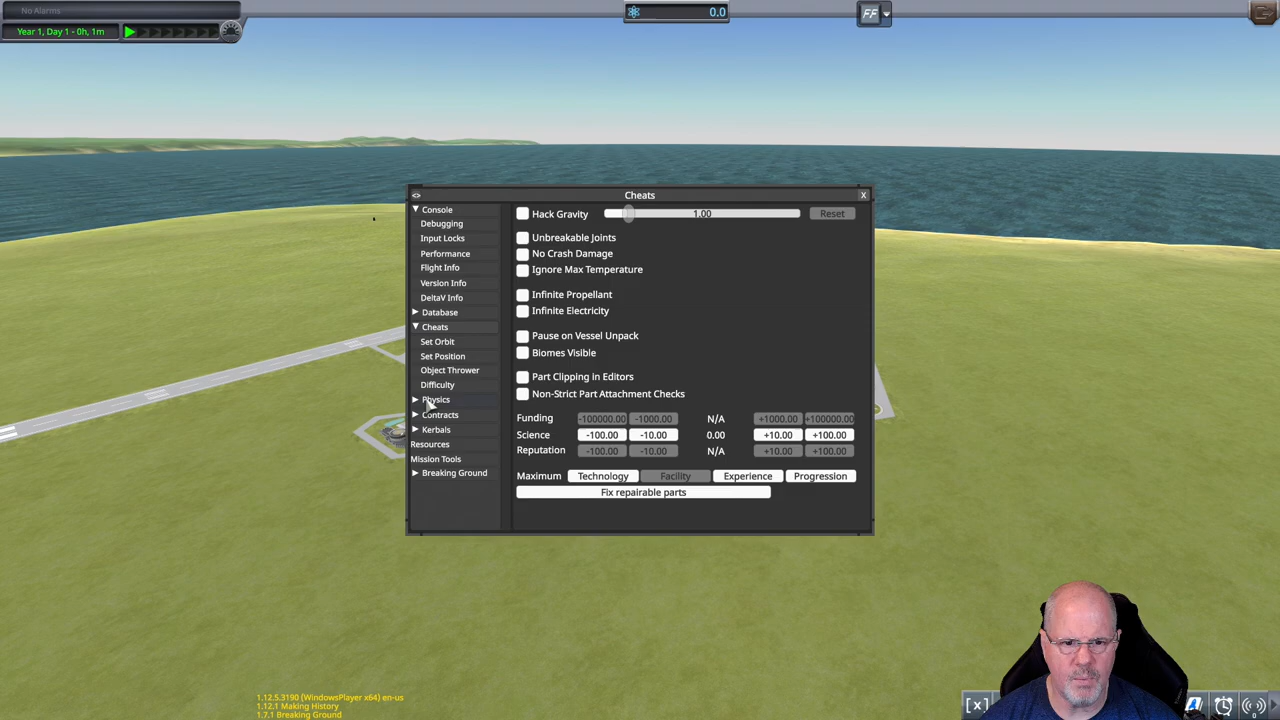 No Alarms
Year 1, Day 1 - 0h, 1m
0.0
FF
<> Cheats X
Console
Debugging
Input Locks
Performance
Flight Info
Version Info
DeltaV Info
Database
Cheats
Set Orbit
Set Position
Object Thrower
Difficulty
Physics
Contracts
Kerbals
Resources
Mission Tools
Breaking Ground
Hack Gravity 1.00 Reset
Unbreakable Joints
No Crash Damage
Ignore Max Temperature
Infinite Propellant
Infinite Electricity
Pause on Vessel Unpack
Biomes Visible
Part Clipping in Editors
Non-Strict Part Attachment Checks
Funding -100000.00 -1000.00 N/A +1000.00 +100000.00
Science -100.00 -10.00 0.00 +10.00 +100.00
Reputation -100.00 -10.00 N/A +10.00 +100.00
Maximum Technology Facility Experience Progression
Fix repairable parts
1.12.5.3190 (WindowsPlayer x64) en-us
1.12.1 Making History
1.7.1 Breaking Ground
[x]
0